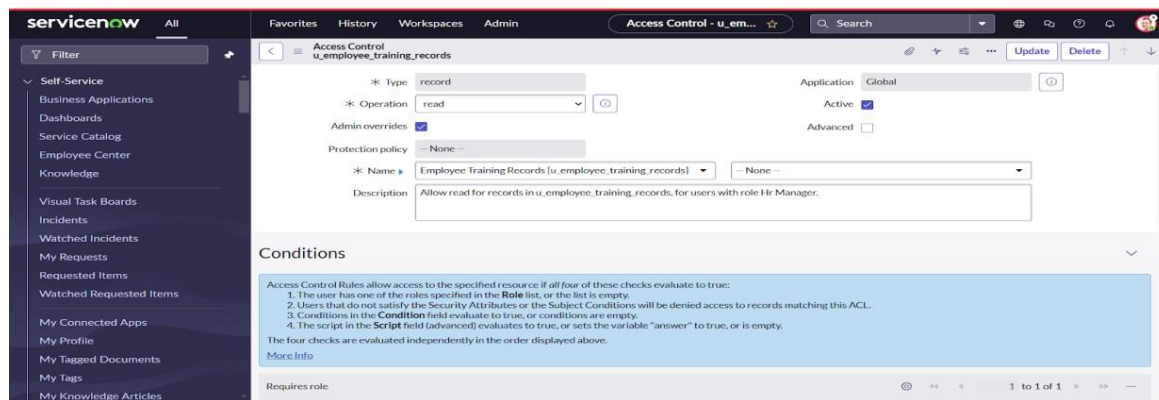 servicenow All Favorites History Workspaces Admin Access Control - u_em... Search
Filter
Access Control
u_employee_training_records
Update Delete
Self-Service
Business Applications
Dashboards
Service Catalog
Employee Center
Knowledge
Visual Task Boards
Incidents
Watched Incidents
My Requests
Requested Items
Watched Requested Items
My Connected Apps
My Profile
My Tagged Documents
My Tags
My Knowledge Articles
Type record
Application Global
Operation read
Active
Admin overrides
Advanced
Protection policy -- None --
Name Employee Training Records [u_employee_training_records] -- None --
Description Allow read for records in u_employee_training_records, for users with role Hr Manager.
Conditions
Access Control Rules allow access to the specified resource if all four of these checks evaluate to true:
1. The user has one of the roles specified in the Role list, or the list is empty.
2. Users that do not satisfy the Security Attributes or the Subject Conditions will be denied access to records matching this ACL.
3. Conditions in the Condition field evaluate to true, or conditions are empty.
4. The script in the Script field (advanced) evaluates to true, or sets the variable "answer" to true, or is empty.
The four checks are evaluated independently in the order displayed above.
More Info
Requires role 1 to 1 of 1